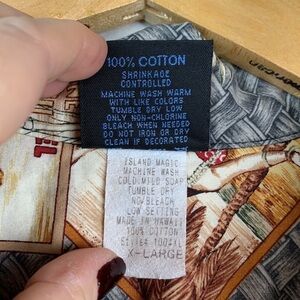 100% COTTON
SHRINKAGE
CONTROLLED
MACHINE WASH WARM
WITH LIKE COLORS
TUMBLE DRY LOW
ONLY NON-CHLORINE
BLEACH WHEN NEEDED
DO NOT IRON OR DRY
CLEAN IF DECORATED
ISLAND MAGIC
MACHINE WASH
COLD MILD SOAP
TUMBLE DRY
NO BLEACH
LOW SETTING
MADE IN HAWAII
100% COTTON
X-LARGE